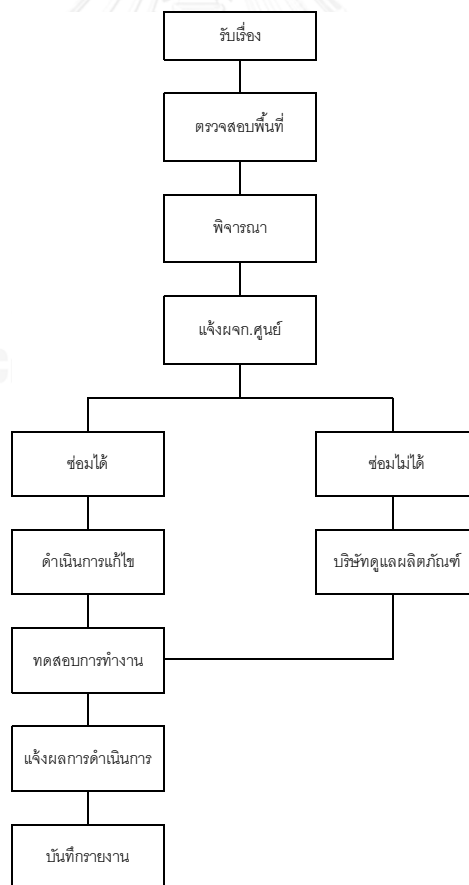 รับเรื่อง
ตรวจสอบพื้นที่
พิจารณา
แจ้งผจก.ศูนย์
ซ่อมได้
ซ่อมไม่ได้
ดำเนินการแก้ไข
บริษัทดูแลผลิตภัณฑ์
ทดสอบการทำงาน
แจ้งผลการดำเนินการ
บันทึกรายงาน